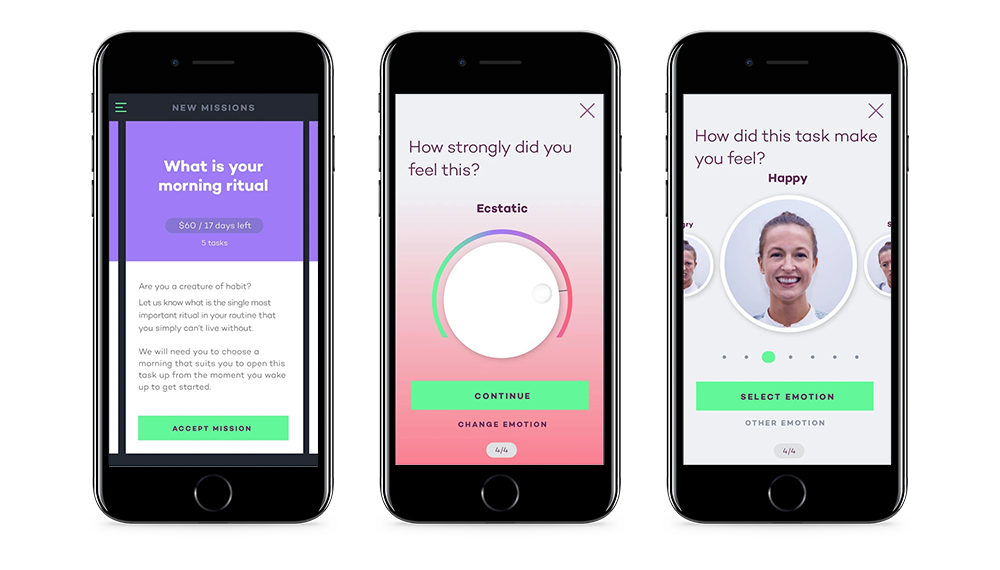 NEW MISSIONS
What is your
morning ritual
$60 / 17 days left
5 tasks
Are you a creature of habit?
Let us know what is the single most
important ritual in your routine that
you simply can't live without.
We will need you to choose a
morning that suits you to open this
task up from the moment you wake
up to get started.
ACCEPT MISSION
How strongly did you
feel this?
Ecstatic
CONTINUE
CHANGE EMOTION
4/4
How did this task make
you feel?
Happy
gry
S
SELECT EMOTION
OTHER EMOTION
4/4